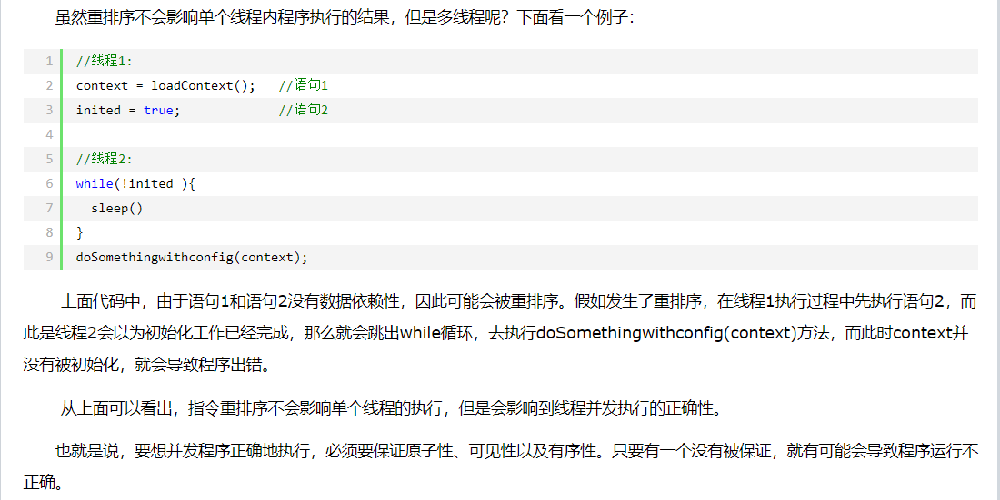 虽然重排序不会影响单个线程内程序执行的结果，但是多线程呢？下面看一个例子：
1 //线程1:
2 context = loadContext();   //语句1
3 inited = true;             //语句2
4
5 //线程2:
6 while(!inited ){
7   sleep()
8 }
9 doSomethingwithconfig(context);
上面代码中，由于语句1和语句2没有数据依赖性，因此可能会被重排序。假如发生了重排序，在线程1执行过程中先执行语句2，而
此是线程2会以为初始化工作已经完成，那么就会跳出while循环，去执行doSomethingwithconfig(context)方法，而此时context并
没有被初始化，就会导致程序出错。
从上面可以看出，指令重排序不会影响单个线程的执行，但是会影响到线程并发执行的正确性。
也就是说，要想并发程序正确地执行，必须要保证原子性、可见性以及有序性。只要有一个没有被保证，就有可能会导致程序运行不
正确。